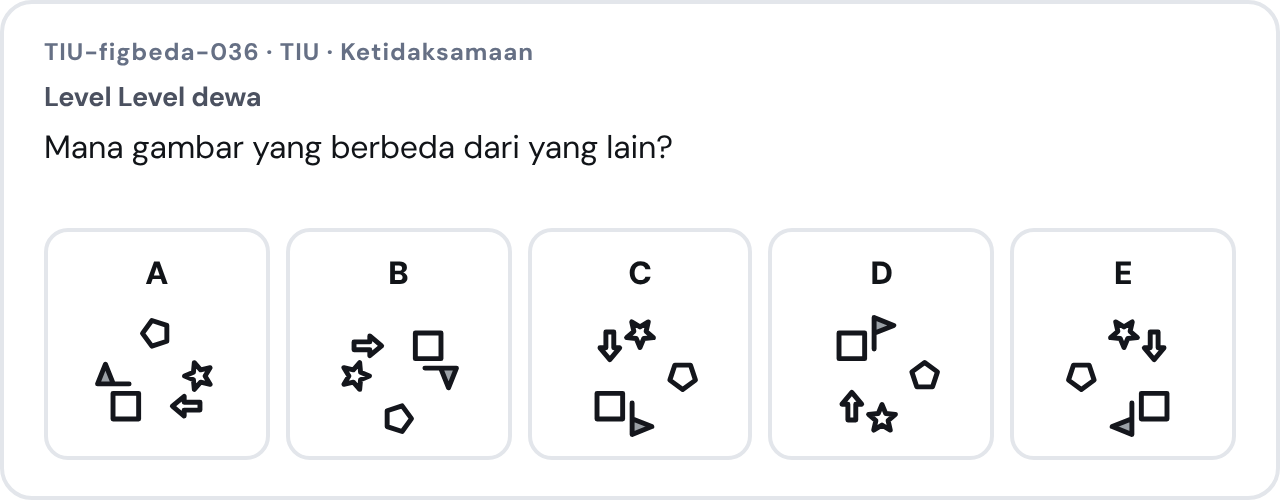 TIU-figbeda-036 · TIU · Ketidaksamaan
Level Level dewa
Mana gambar yang berbeda dari yang lain?
A B C D E